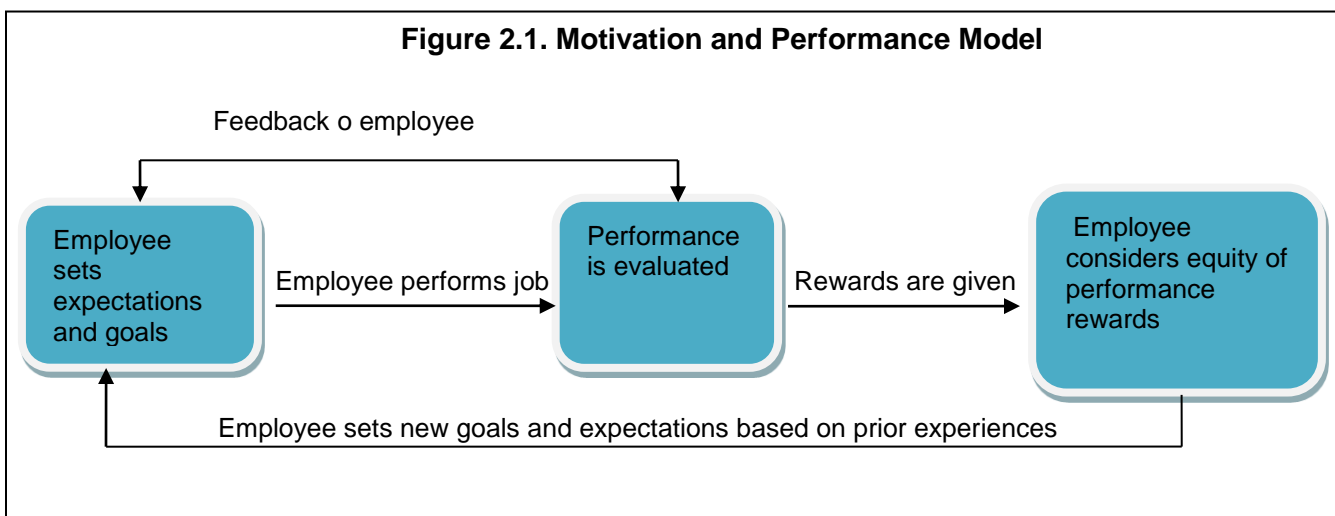 Figure 2.1. Motivation and Performance Model
Feedback o employee
Employee
sets
expectations
and goals
Employee performs job
Performance
is evaluated
Rewards are given
Employee
considers equity of
performance
rewards
Employee sets new goals and expectations based on prior experiences